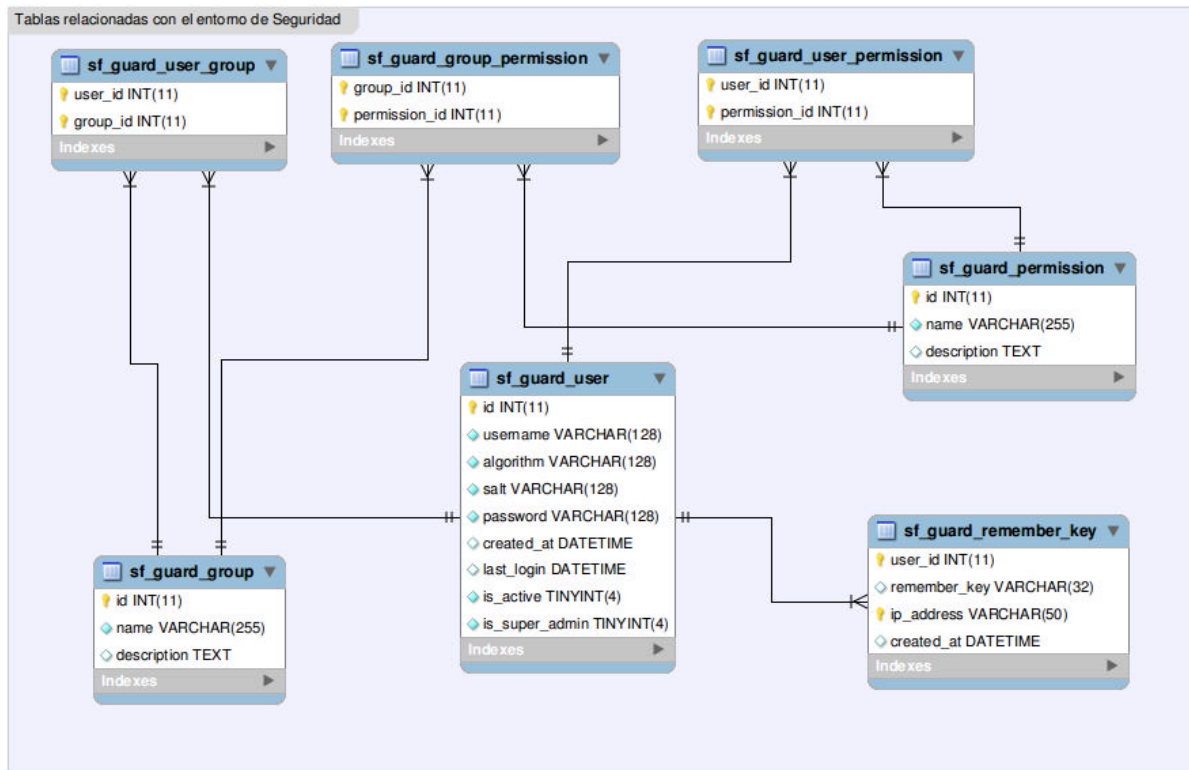 Tablas relacionadas con el entorno de Seguridad
sf_guard_user_group
user_id INT(11)
group_id INT(11)
Indexes
sf_guard_group_permission
group_id INT(11)
permission_id INT(11)
Indexes
sf_guard_user_permission
user_id INT(11)
permission_id INT(11)
Indexes
sf_guard_permission
id INT(11)
name VARCHAR(255)
description TEXT
Indexes
sf_guard_user
id INT(11)
username VARCHAR(128)
algorithm VARCHAR(128)
salt VARCHAR(128)
password VARCHAR(128)
created_at DATETIME
last_login DATETIME
is_active TINYINT(4)
is_super_admin TINYINT(4)
Indexes
sf_guard_group
id INT(11)
name VARCHAR(255)
description TEXT
Indexes
sf_guard_remember_key
user_id INT(11)
remember_key VARCHAR(32)
ip_address VARCHAR(50)
created_at DATETIME
Indexes